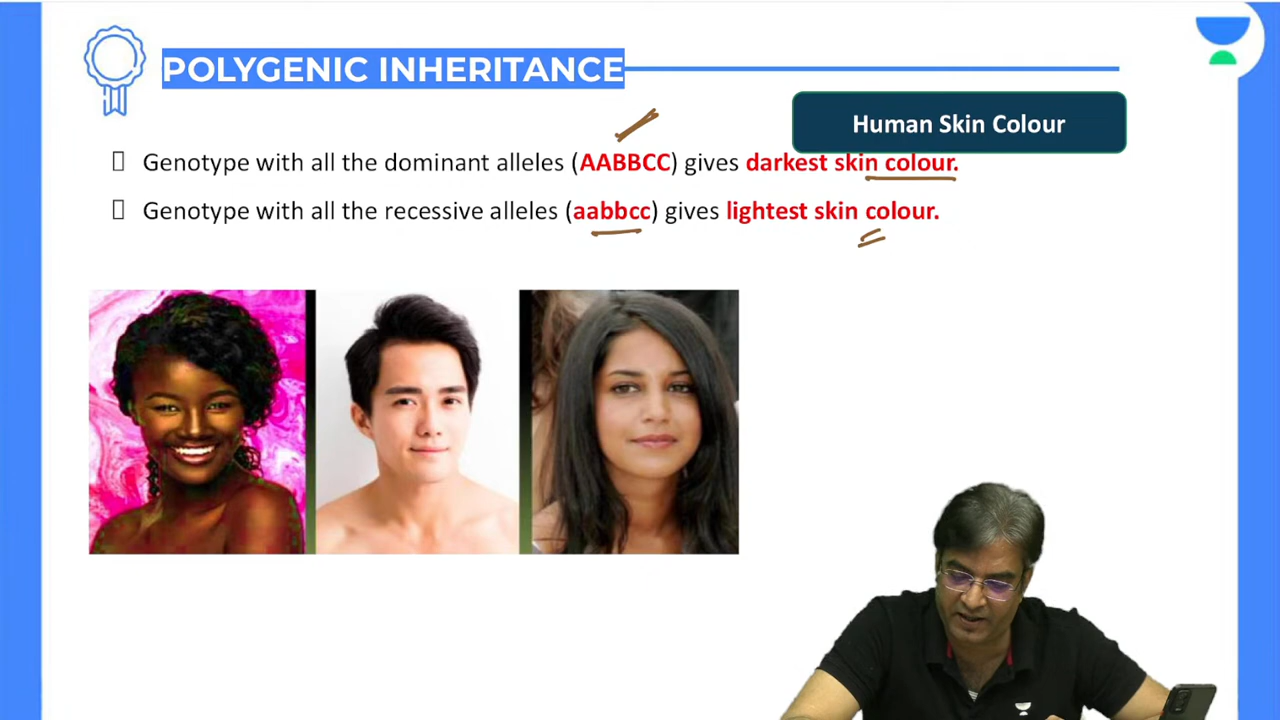 POLYGENIC INHERITANCE
Human Skin Colour
Genotype with all the dominant alleles (AABBCC) gives darkest skin colour.
Genotype with all the recessive alleles (aabbcc) gives lightest skin colour.